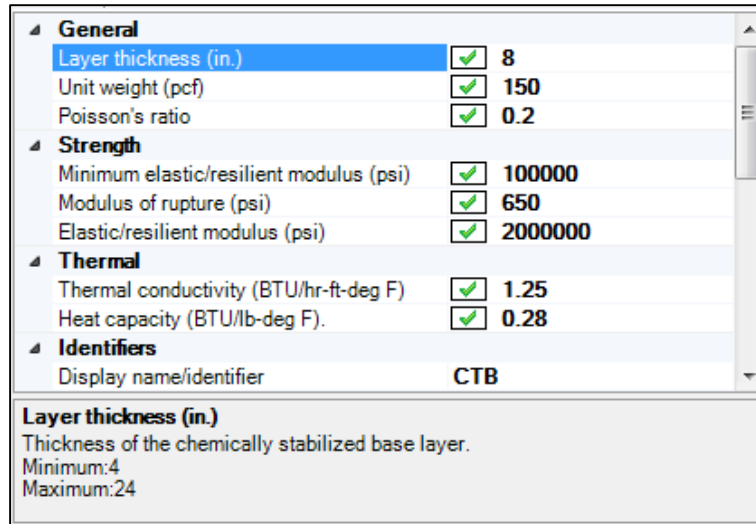 General
Layer thickness (in.) 8
Unit weight (pcf) 150
Poisson's ratio 0.2
Strength
Minimum elastic/resilient modulus (psi) 100000
Modulus of rupture (psi) 650
Elastic/resilient modulus (psi) 2000000
Thermal
Thermal conductivity (BTU/hr-ft-deg F) 1.25
Heat capacity (BTU/lb-deg F). 0.28
Identifiers
Display name/identifier CTB
Layer thickness (in.)
Thickness of the chemically stabilized base layer.
Minimum:4
Maximum:24